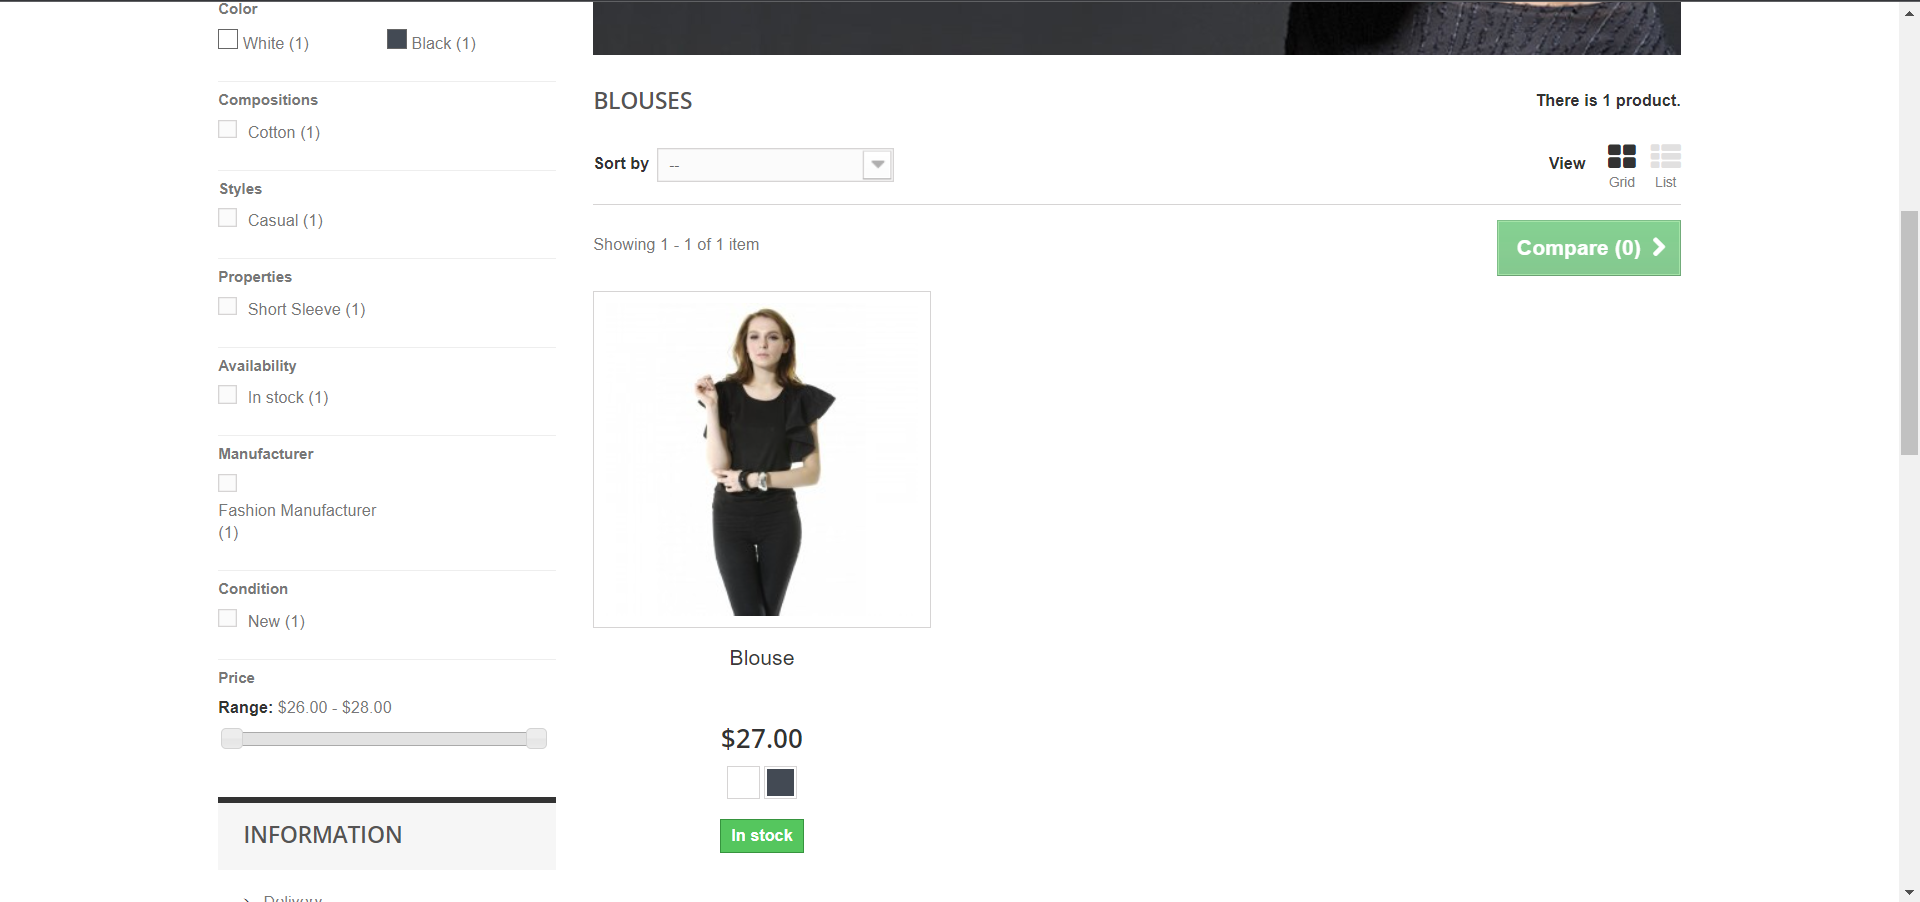 Color
White (1)
Black (1)
Compositions
Cotton (1)
Styles
Casual (1)
Properties
Short Sleeve (1)
Availability
In stock (1)
Manufacturer
Fashion Manufacturer
(1)
Condition
New (1)
Price
Range: $26.00 - $28.00
INFORMATION
Delivery
BLOUSES
There is 1 product.
Sort by
--
View
Grid
List
Showing 1 - 1 of 1 item
Compare (0)
Blouse
$27.00
In stock